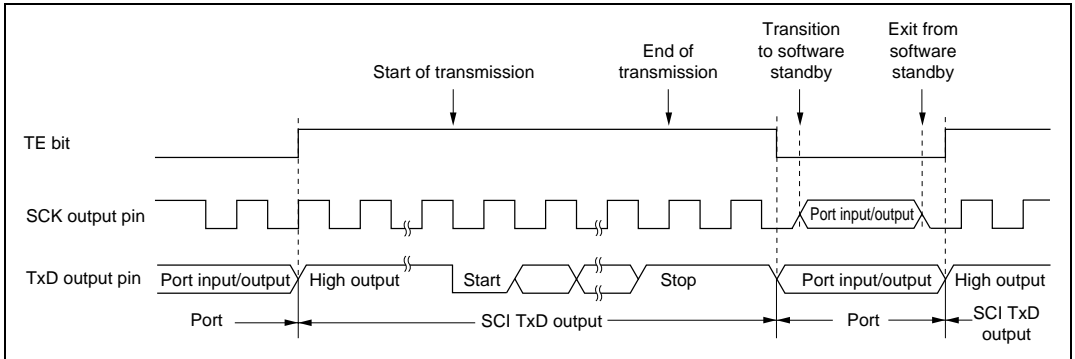 Transition
to software
standby
Exit from
software
standby
End of
transmission
Start of transmission
TE bit
SCK output pin
Port input/output
TxD output pin
Port input/output
High output
Start
Stop
Port input/output
High output
Port
SCI TxD output
Port
SCI TxD
output